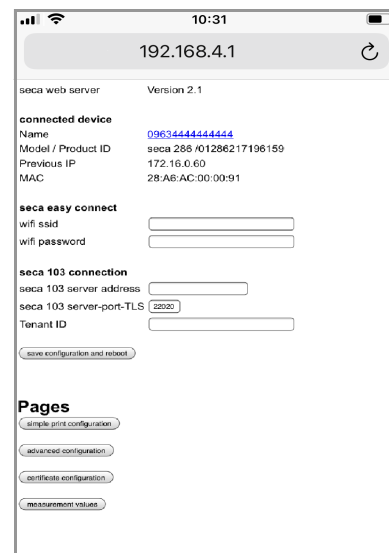 10:31
192.168.4.1
seca web server Version 2.1
connected device
Name 09634444444444
Model / Product ID seca 286 /01286217196159
Previous IP 172.16.0.60
MAC 28:A6:AC:00:00:91
seca easy connect
wifi ssid
wifi password
seca 103 connection
seca 103 server address
seca 103 server-port-TLS 22020
Tenant ID
save configuration and reboot
Pages
simple print configuration
advanced configuration
certificate configuration
measurement values